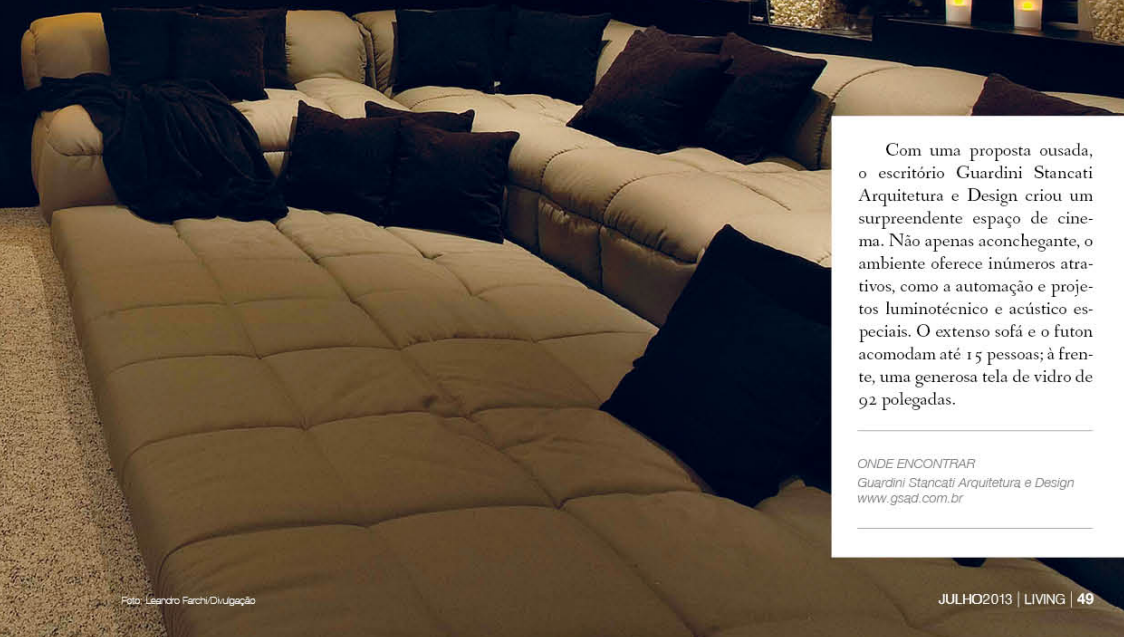 Com uma proposta ousada,
o escritório Guardini Stancati
Arquitetura e Design criou um
surpreendente espaço de cine-
ma. Não apenas aconchegante, o
ambiente oferece inúmeros atra-
tivos, como a automação e proje-
tos luminotécnico e acústico es-
peciais. O extenso sofá e o futon
acomodam até 15 pessoas; à fren-
te, uma generosa tela de vidro de
92 polegadas.
ONDE ENCONTRAR
Guardini Stancati Arquitetura e Design
www.gsad.com.br
Foto: Leandro Farchi/Divulgação
JULHO2013 | LIVING | 49